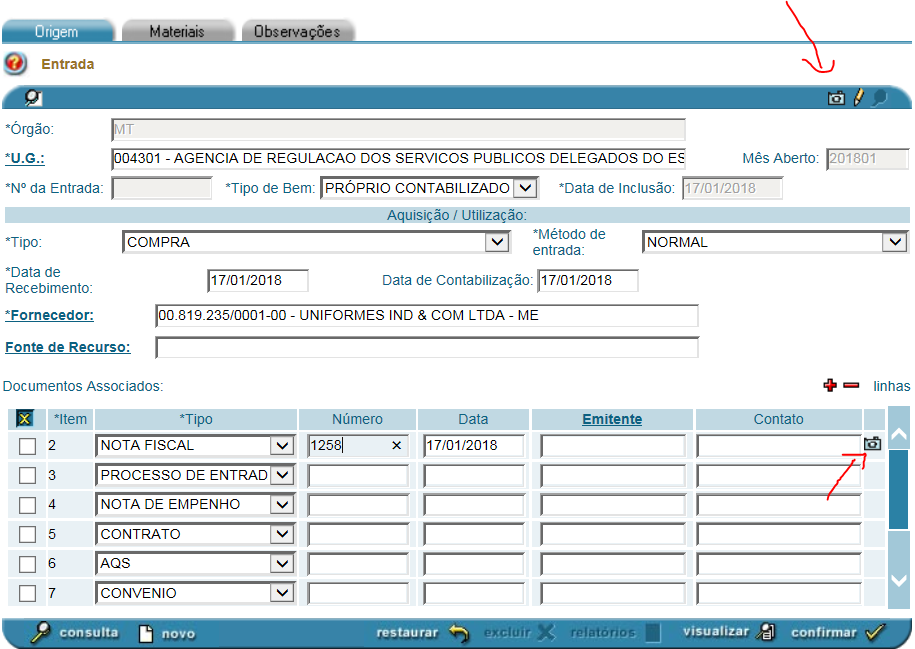 Origem Materiais Observações
Entrada
*Órgão: MT
*U.G.: 004301 - AGENCIA DE REGULACAO DOS SERVICOS PUBLICOS DELEGADOS DO ES Mês Aberto: 201801
*Nº da Entrada: *Tipo de Bem: PRÓPRIO CONTABILIZADO *Data de Inclusão: 17/01/2018
Aquisição / Utilização:
*Tipo: COMPRA *Método de entrada: NORMAL
*Data de Recebimento: 17/01/2018 Data de Contabilização: 17/01/2018
*Fornecedor: 00.819.235/0001-00 - UNIFORMES IND & COM LTDA - ME
Fonte de Recurso:
Documentos Associados: linhas
*Item *Tipo Número Data Emitente Contato
2 NOTA FISCAL 1258 17/01/2018
3 PROCESSO DE ENTRAD
4 NOTA DE EMPENHO
5 CONTRATO
6 AQS
7 CONVENIO
consulta novo restaurar excluir relatórios visualizar confirmar